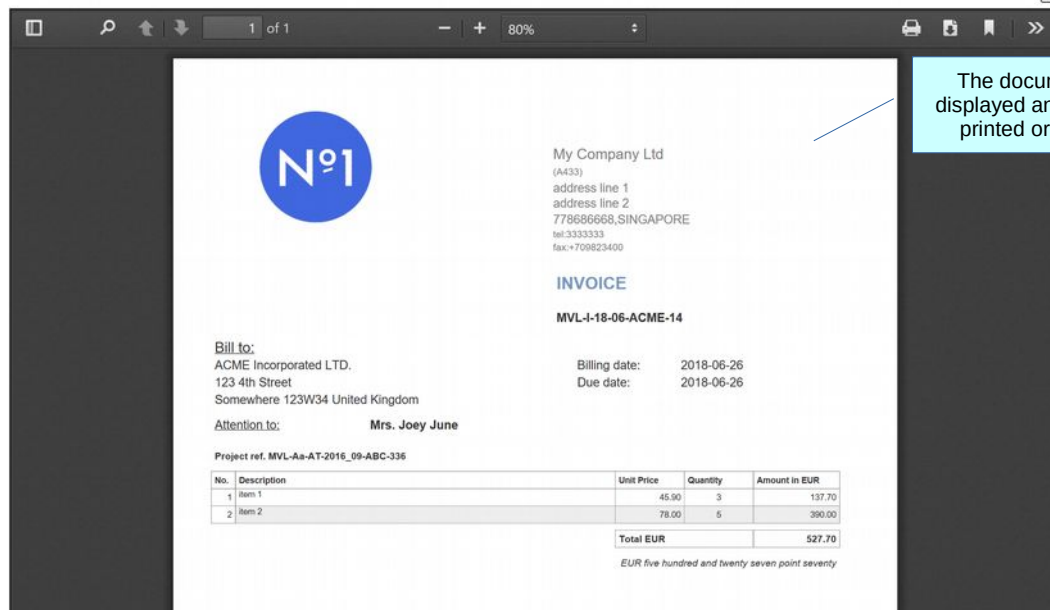 1 of 1
80%
The docu
displayed an
printed or
Nº1
My Company Ltd
(A433)
address line 1
address line 2
778686668,SINGAPORE
tel:3333333
fax:+709823400
INVOICE
MVL-I-18-06-ACME-14
Bill to:
ACME Incorporated LTD.
123 4th Street
Somewhere 123W34 United Kingdom
Billing date: 2018-06-26
Due date: 2018-06-26
Attention to: Mrs. Joey June
Project ref. MVL-Aa-AT-2016_09-ABC-336
No. Description Unit Price Quantity Amount in EUR
1 item 1 45.90 3 137.70
2 item 2 78.00 5 390.00
Total EUR 527.70
EUR five hundred and twenty seven point seventy